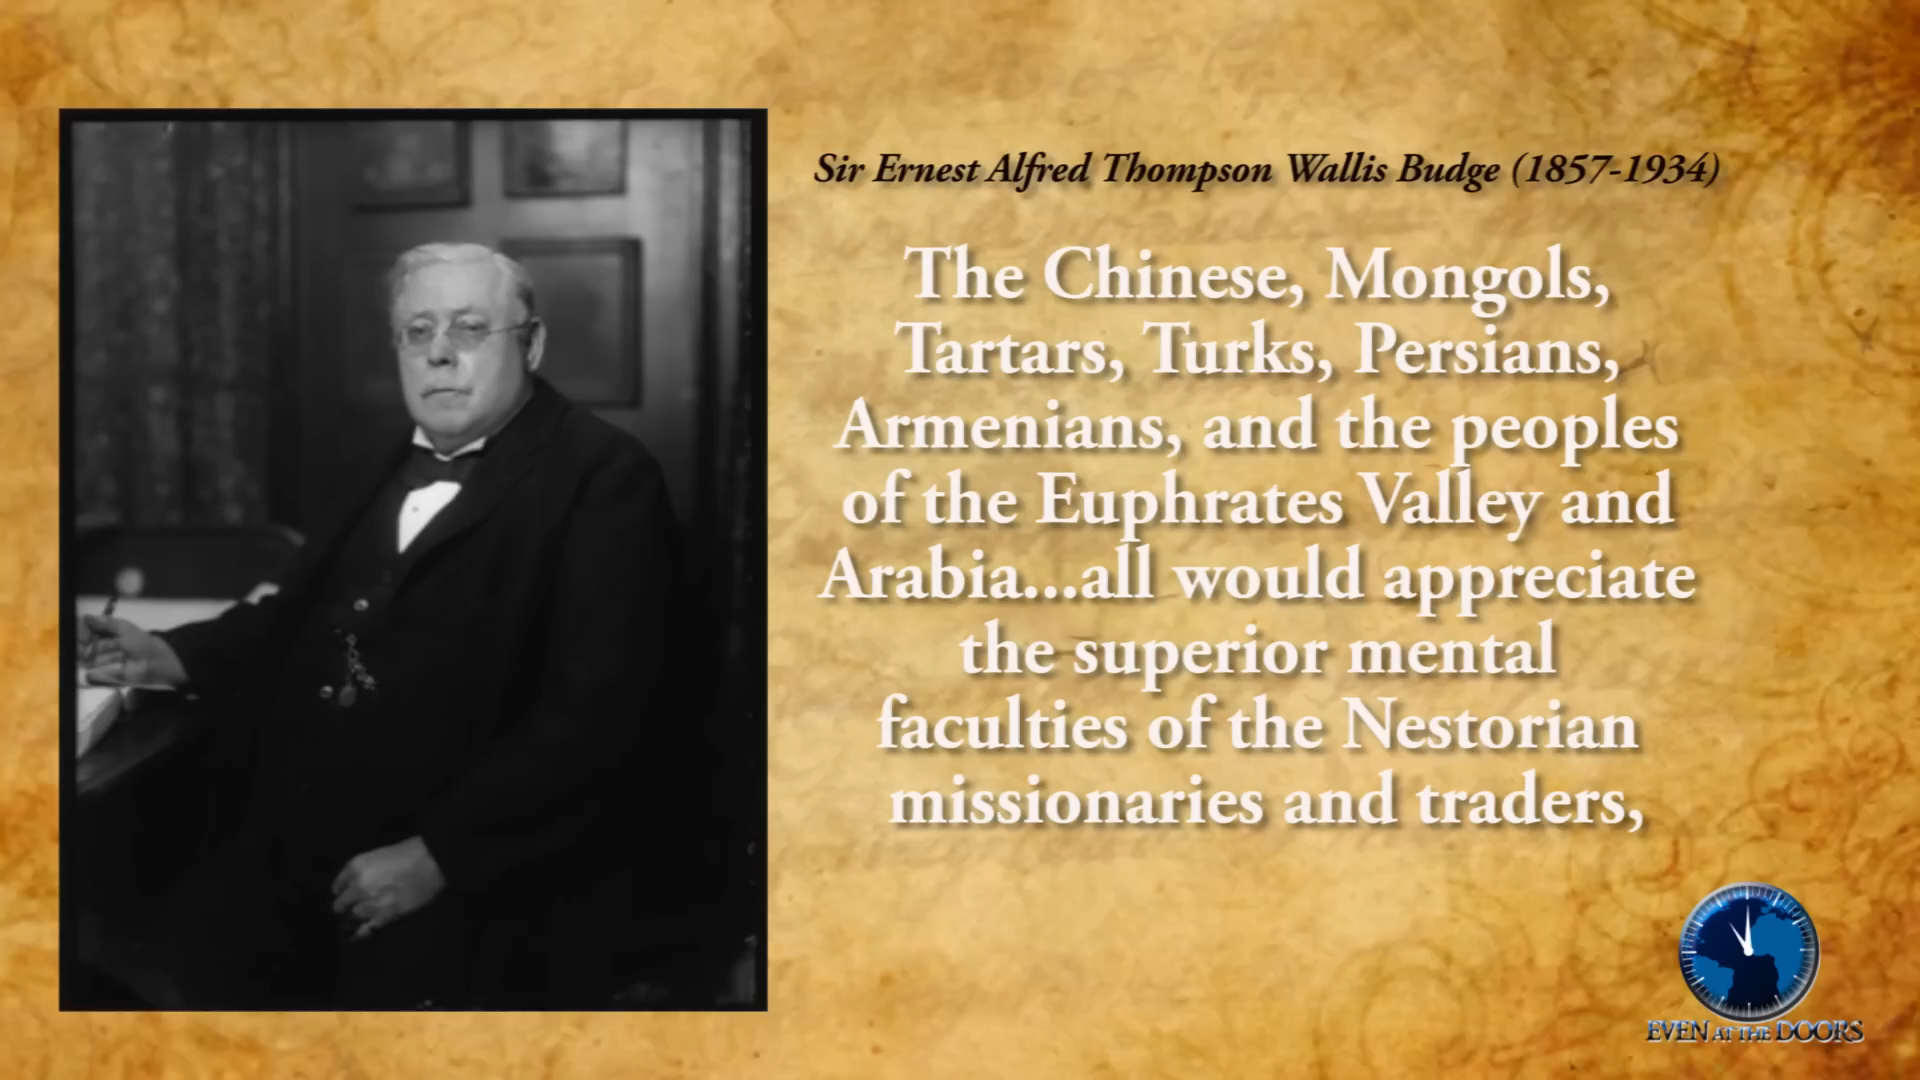 Sir Ernest Alfred Thompson Wallis Budge (1857-1934)
The Chinese, Mongols,
Tartars, Turks, Persians,
Armenians, and the peoples
of the Euphrates Valley and
Arabia...all would appreciate
the superior mental
faculties of the Nestorian
missionaries and traders,
EVEN AT THE DOORS